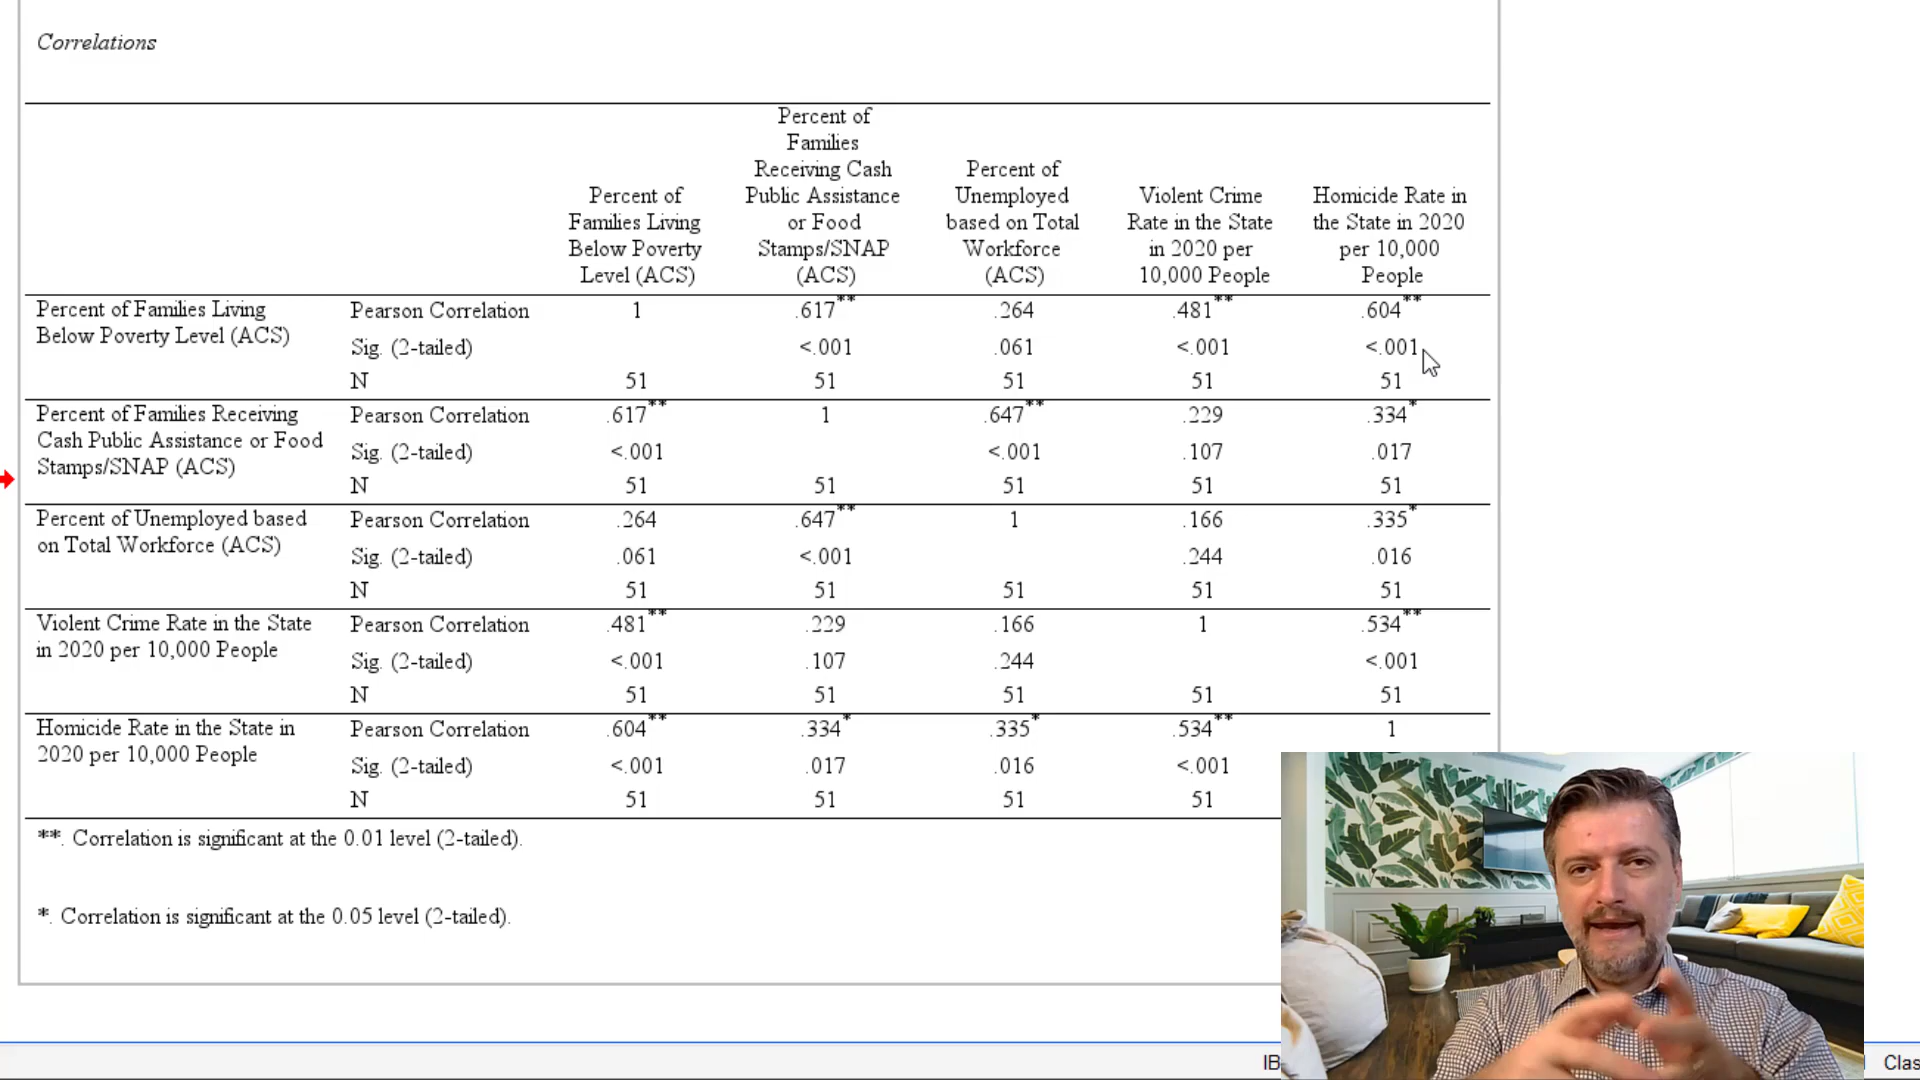 Correlations
Percent of
Families
Receiving Cash
Percent of
Percent of
Public Assistance
Unemployed
Violent Crime
Homicide Rate in
Families Living
or Food
based on Total
Rate in the State
the State in 2020
Below Poverty
Stamps/SNAP
Workforce
in 2020 per
per 10,000
Level (ACS)
(ACS)
(ACS)
10,000 People
People
Percent of Families Living
Below Poverty Level (ACS)
Pearson Correlation 1 .617** .264 .481** .604**
Sig. (2-tailed) <.001 .061 <.001 <.001
N 51 51 51 51 51
Percent of Families Receiving
Cash Public Assistance or Food
Stamps/SNAP (ACS)
Pearson Correlation .617** 1 .647** .229 .334*
Sig. (2-tailed) <.001 <.001 .107 .017
N 51 51 51 51 51
Percent of Unemployed based
on Total Workforce (ACS)
Pearson Correlation .264 .647** 1 .166 .335*
Sig. (2-tailed) .061 <.001 .244 .016
N 51 51 51 51 51
Violent Crime Rate in the State
in 2020 per 10,000 People
Pearson Correlation .481** .229 .166 1 .534**
Sig. (2-tailed) <.001 .107 .244 <.001
N 51 51 51 51 51
Homicide Rate in the State in
2020 per 10,000 People
Pearson Correlation .604** .334* .335* .534** 1
Sig. (2-tailed) <.001 .017 .016 <.001
N 51 51 51 51
**. Correlation is significant at the 0.01 level (2-tailed).
*. Correlation is significant at the 0.05 level (2-tailed).
IB
Clas